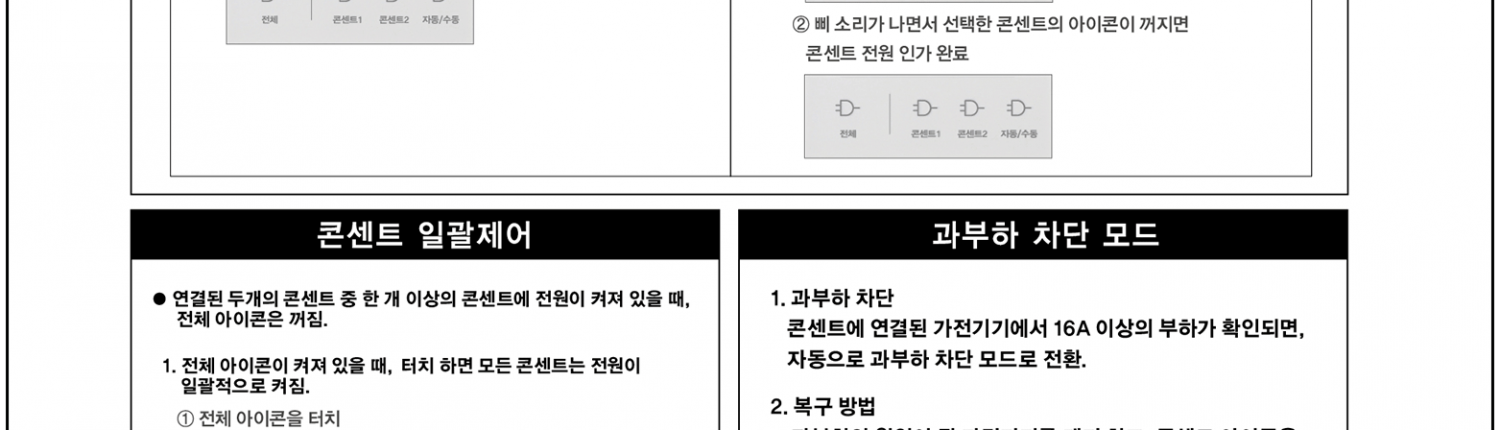 전체 콘센트1 콘센트2 자동/수동
② 삐 소리가 나면서 선택한 콘센트의 아이콘이 꺼지면
콘센트 전원 인가 완료
전체 콘센트1 콘센트2 자동/수동
콘센트 일괄제어
● 연결된 두개의 콘센트 중 한 개 이상의 콘센트에 전원이 켜져 있을 때,
전체 아이콘은 꺼짐.
1. 전체 아이콘이 켜져 있을 때, 터치 하면 모든 콘센트는 전원이
일괄적으로 켜짐.
① 전체 아이콘을 터치
과부하 차단 모드
1. 과부하 차단
콘센트에 연결된 가전기기에서 16A 이상의 부하가 확인되면,
자동으로 과부하 차단 모드로 전환.
2. 복구 방법